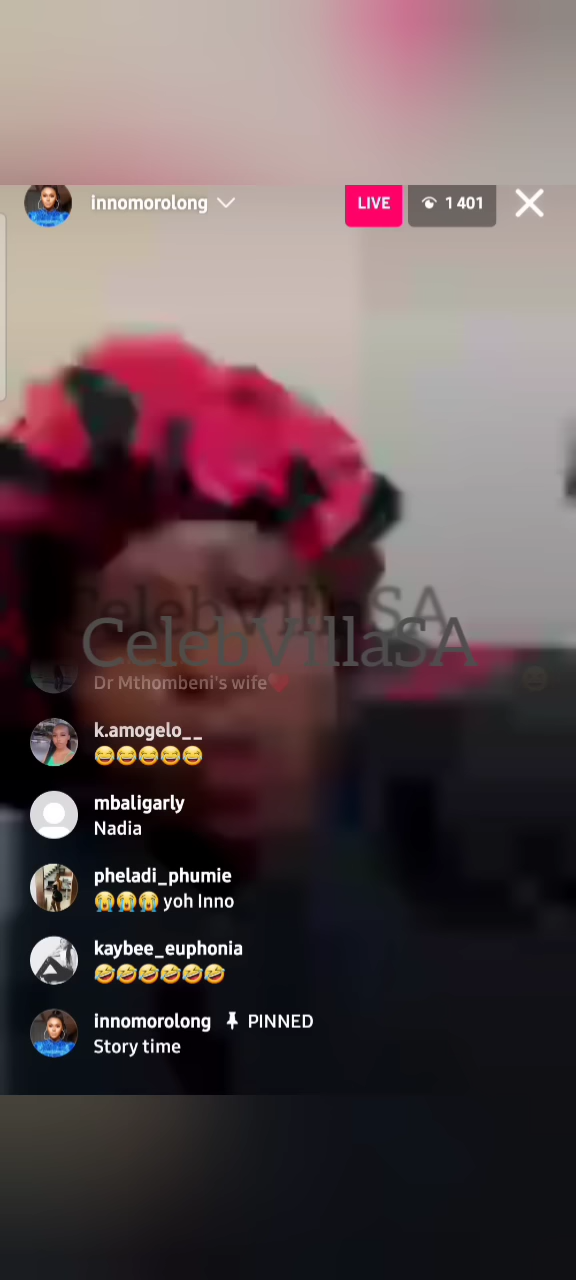 innomorolong
LIVE
1 401
CelebVillaSA
CelebVillaSA
Dr Mthombeni's wife❤️
k.amogelo__
😂😂😂😂😂
mbaligarly
Nadia
pheladi_phumie
😭😭😭 yoh Inno
kaybee_euphonia
🤣🤣🤣🤣🤣🤣
innomorolong PINNED
Story time